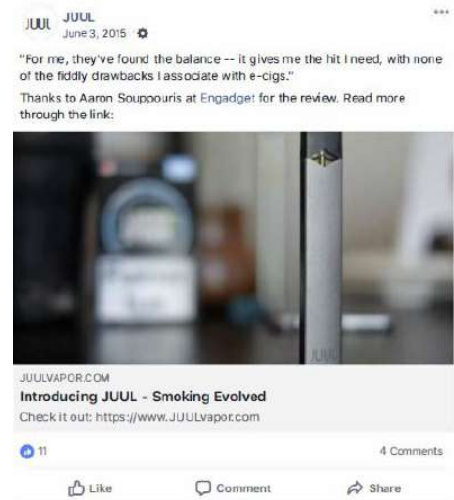 JUUL
JUUL
June 3, 2015
"For me, they've found the balance -- it gives me the hit I need, with none
of the fiddly drawbacks I associate with e-cigs."
Thanks to Aaron Souppouris at Engadget for the review. Read more
through the link:
JUUL
JUULVAPOR.COM
Introducing JUUL - Smoking Evolved
Check it out: https://www.JUULvapor.com
11
4 Comments
Like
Comment
Share